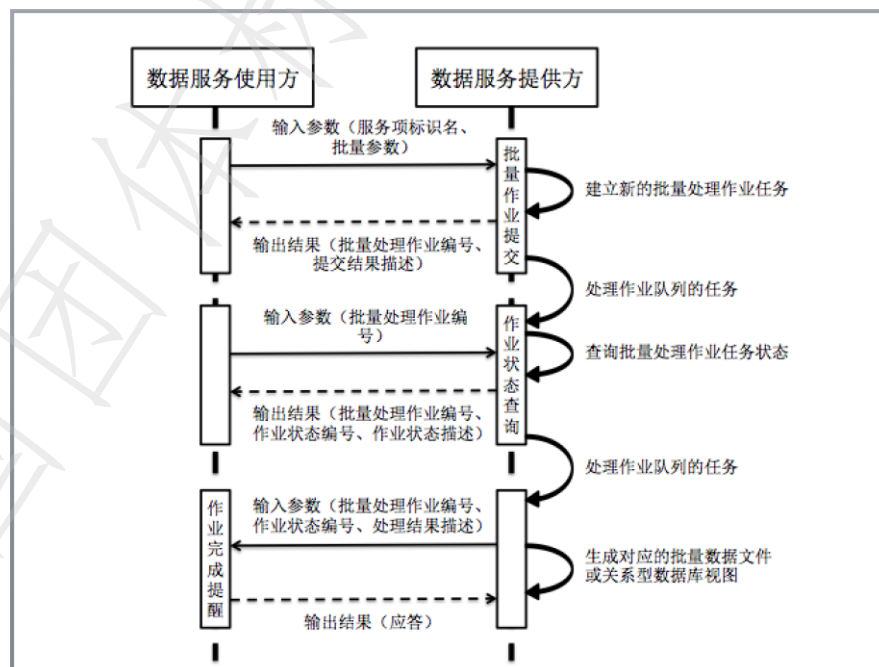 数据服务使用方
数据服务提供方
输入参数（服务项标识名、
批量参数）
批量作业提交
建立新的批量处理作业任务
输出结果（批量处理作业编号、
提交结果描述）
处理作业队列的任务
输入参数（批量处理作业编
号）
作业状态查询
查询批量处理作业任务状态
输出结果（批量处理作业编号、
作业状态编号、作业状态描述）
处理作业队列的任务
输入参数（批量处理作业编号、
作业状态编号、处理结果描述）
作业完成提醒
生成对应的批量数据文件
或关系型数据库视图
输出结果（应答）